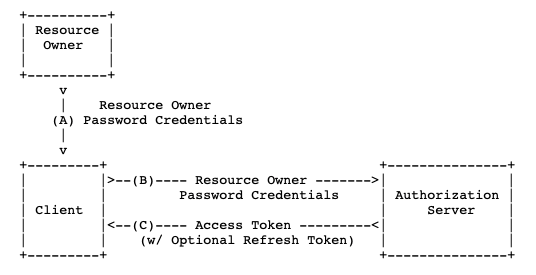 +----------+
| Resource |
|  Owner   |
|          |
+----------+
     v
     |    Resource Owner
    (A) Password Credentials
     |
     v
+---------+                                  +---------------+
|         |>--(B)---- Resource Owner ------->|               |
|         |         Password Credentials     | Authorization |
| Client  |                                  |     Server    |
|         |<--(C)---- Access Token ---------<|               |
|         |    (w/ Optional Refresh Token)   |               |
+---------+                                  +---------------+